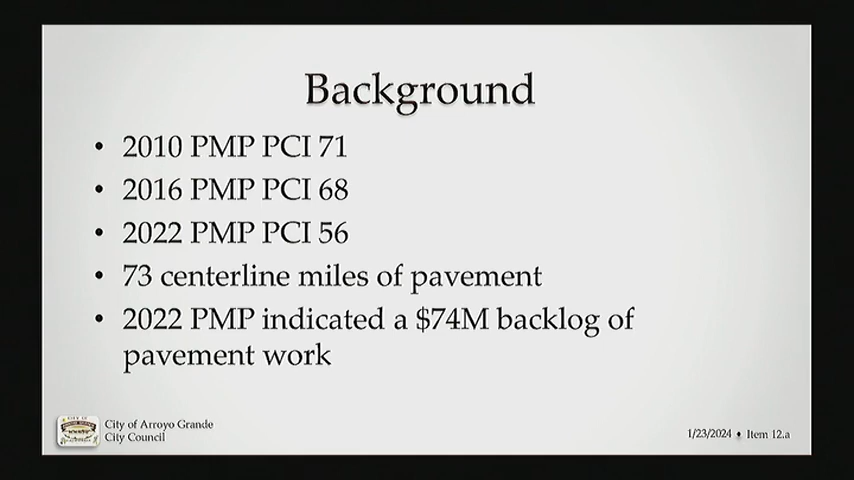 Background
• 2010 PMP PCI 71
• 2016 PMP PCI 68
• 2022 PMP PCI 56
• 73 centerline miles of pavement
• 2022 PMP indicated a $74M backlog of
pavement work
City of Arroyo Grande
City Council
1/23/2024 • Item 12.a